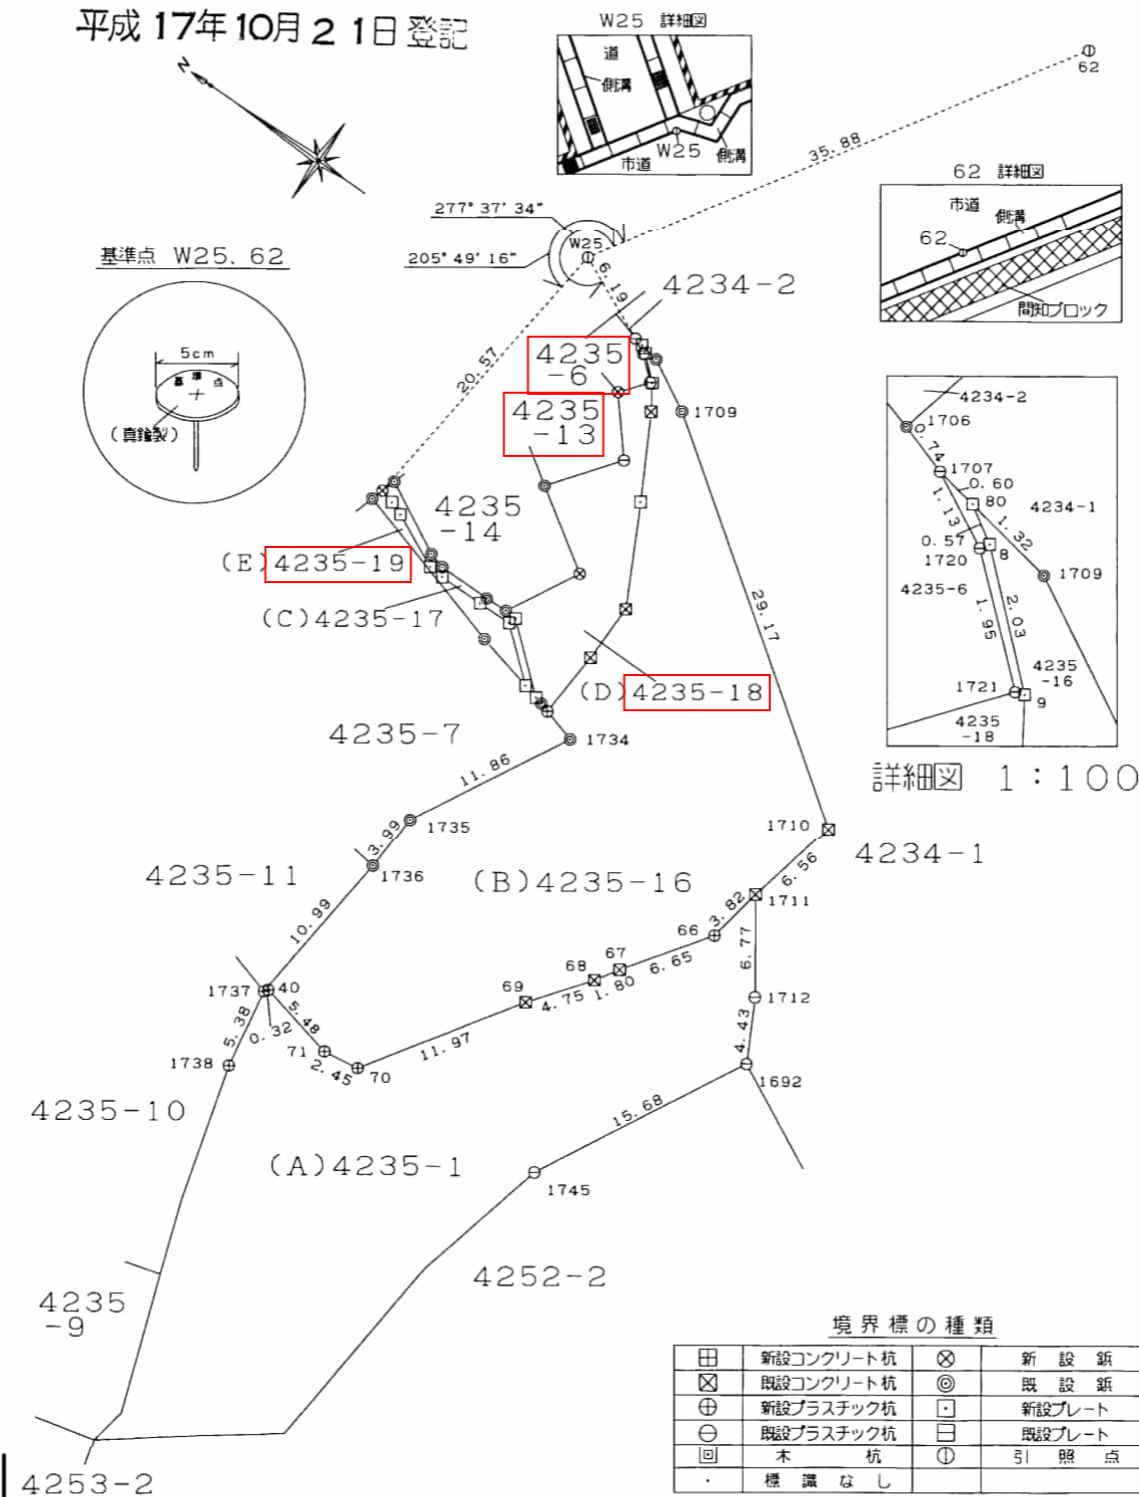 平成17年10月21日登記
W25 詳細図
道
側溝
W25
側溝
市道
62
35.88
62 詳細図
市道
側溝
62
間知ブロック
N
277°37'34"
205°49'16"
W25
6.19
20.57
基準点 W25.62
5cm
基準点
(真鍮製)
4234-2
4235
-6
4235
-13
1709
4235
-14
(E)4235-19
(C)4235-17
(D)4235-18
29.17
4235-7
1734
11.86
1735
3.99
1736
4235-11
10.99
(B)4235-16
1710
4234-1
6.56
1711
3.82
66
6.77
67
6.65
68
1.80
69
4.75
1712
4.43
1692
1737
40
5.38
0.32
5.48
71
2.45
70
11.97
1738
4235-10
15.68
(A)4235-1
1745
4252-2
4235
-9
4253-2
4234-2
1706
0.74
1707
0.60
80
4234-1
1.13
1.32
0.57
8
1720
1709
4235-6
1.95
2.03
4235
-16
1721
9
4235
-18
詳細図 1:100
境界標の種類
新設コンクリート杭 新設鋲
既設コンクリート杭 既設鋲
新設プラスチック杭 新設プレート
既設プラスチック杭 既設プレート
木杭 引照点
標識なし